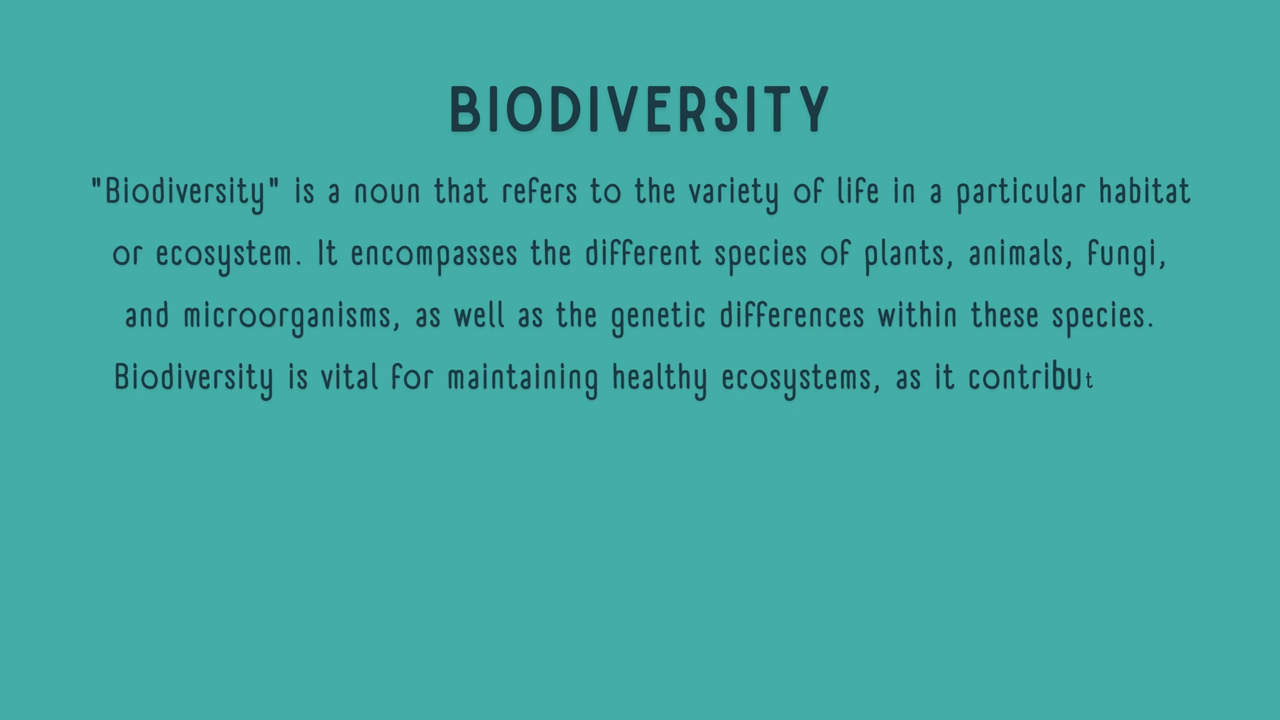 BIODIVERSITY
"Biodiversity" is a noun that refers to the variety of life in a particular habitat
or ecosystem. It encompasses the different species of plants, animals, fungi,
and microorganisms, as well as the genetic differences within these species.
Biodiversity is vital for maintaining healthy ecosystems, as it contribut